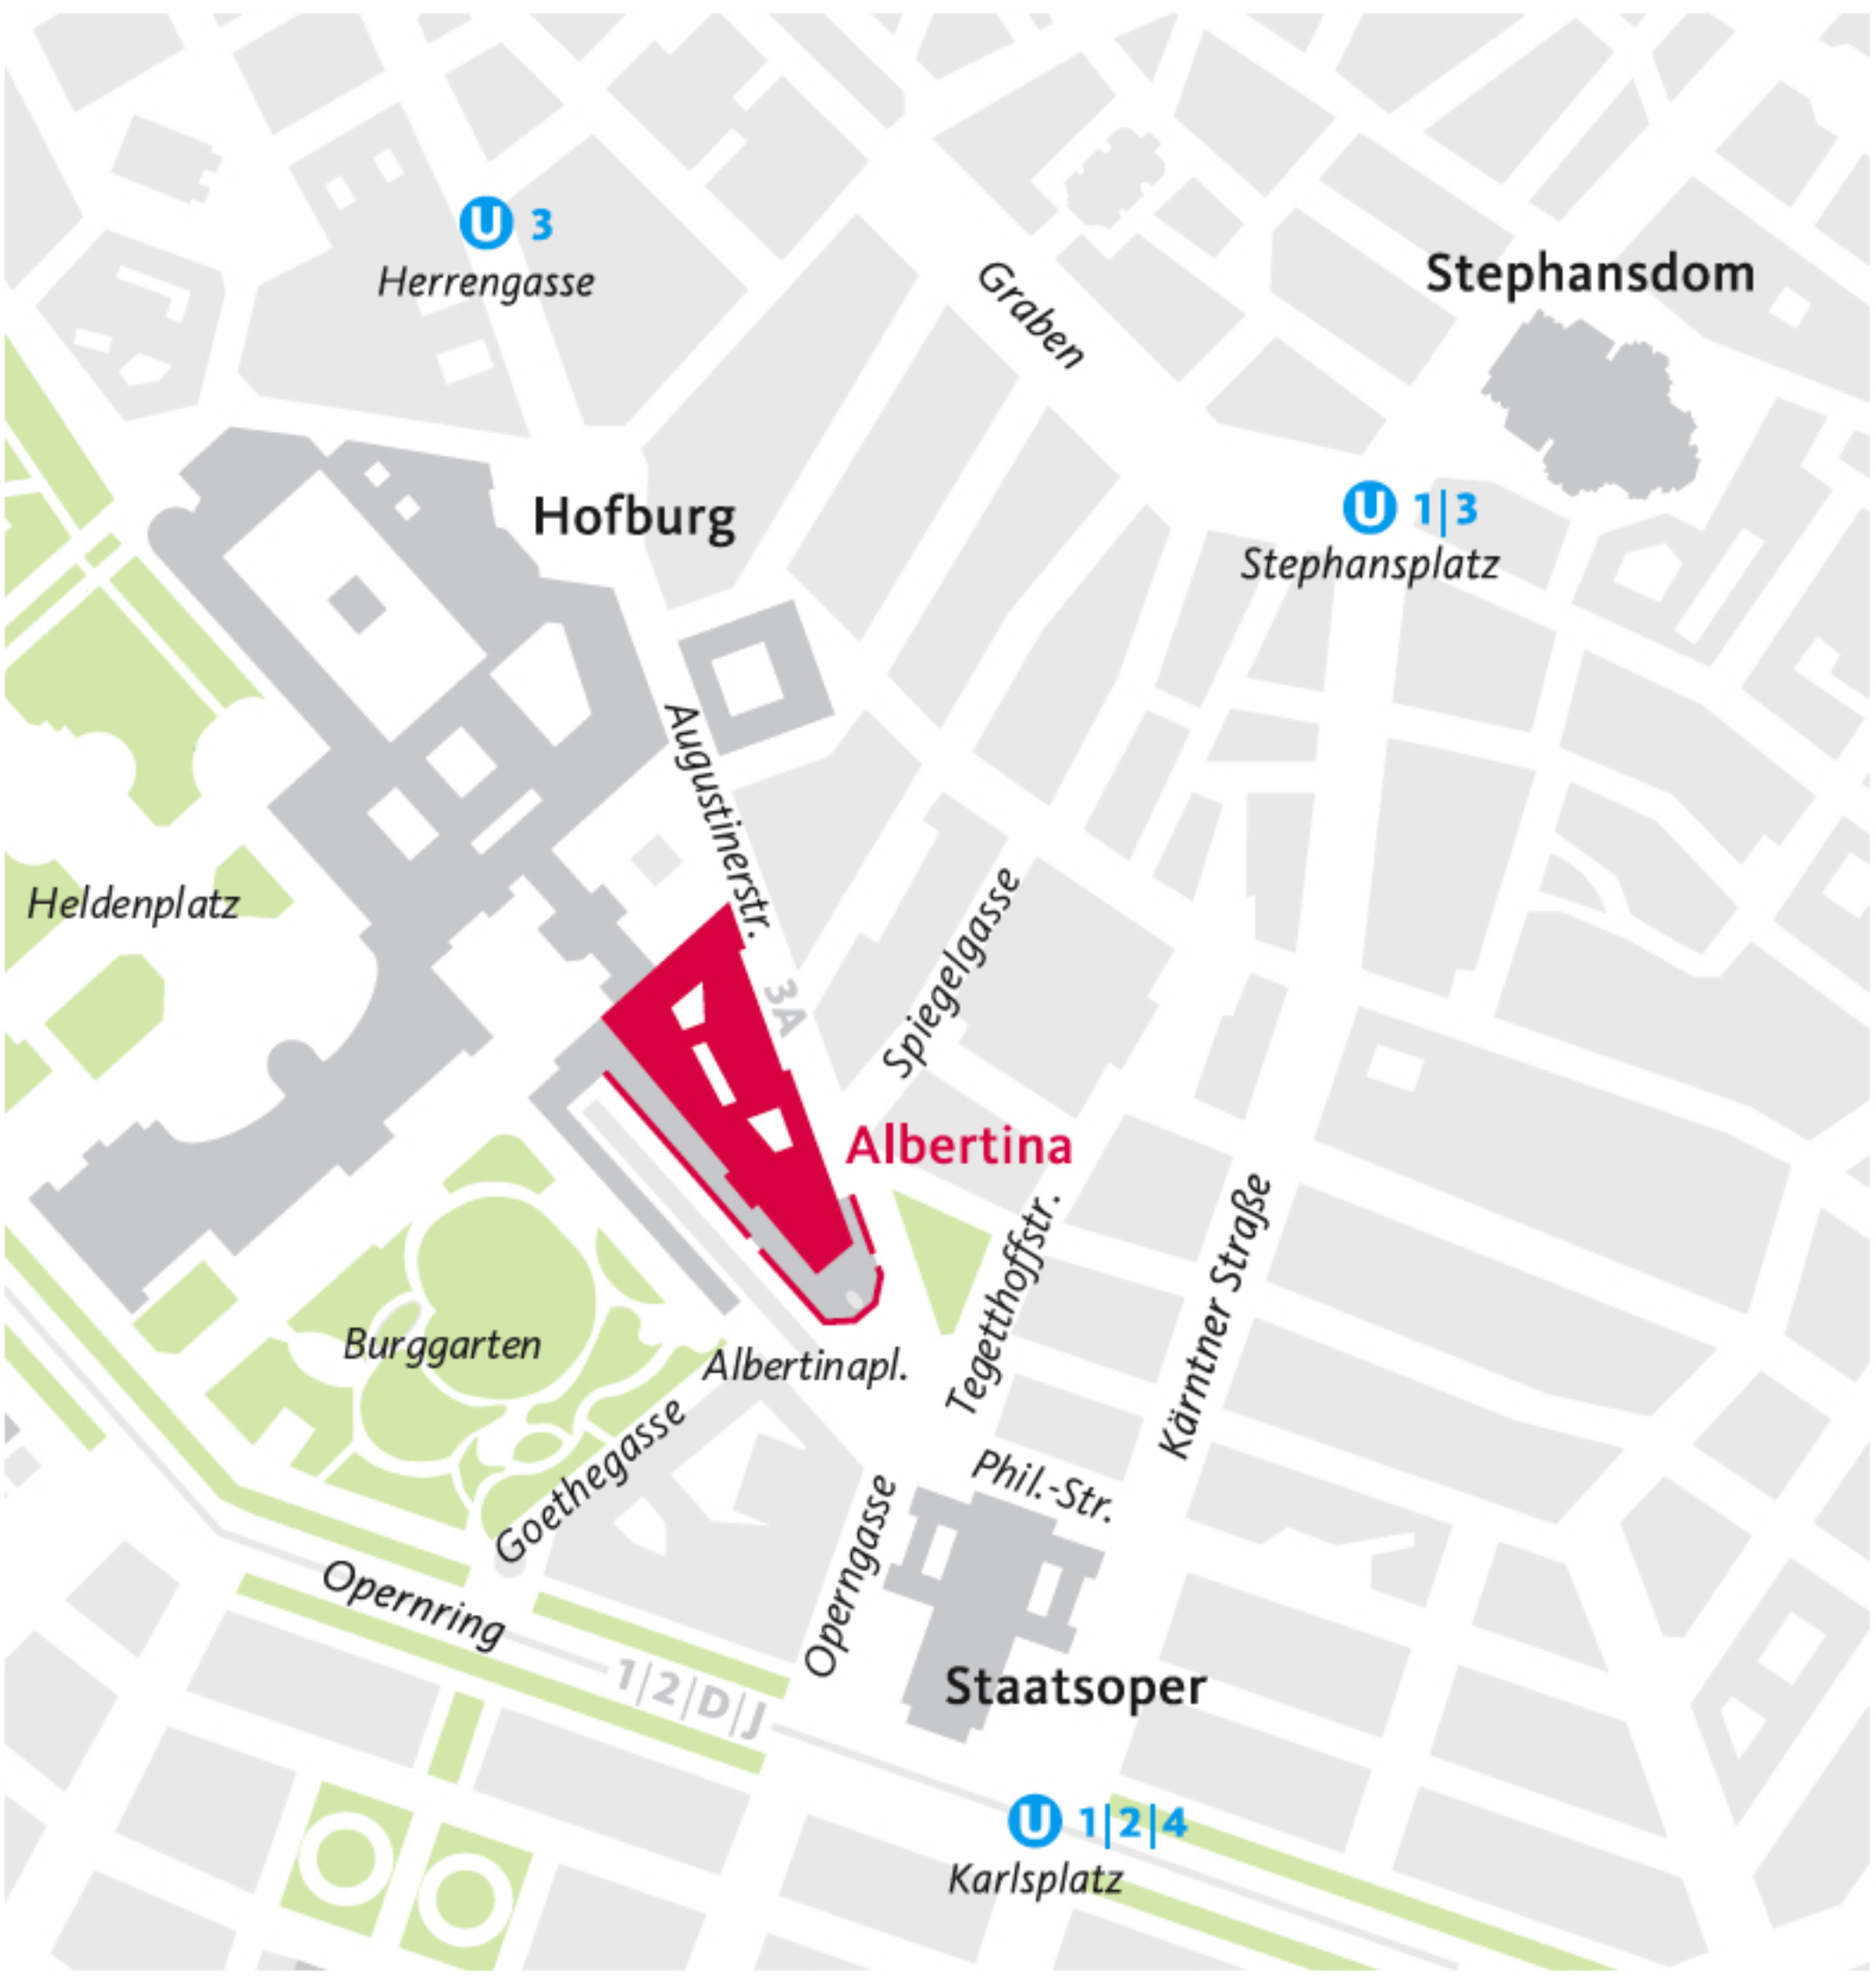 U 3
Herrengasse
Graben
Stephansdom
Hofburg
U 1|3
Stephansplatz
Augustinerstr.
Heldenplatz
3A
Spiegelgasse
Albertina
Tegetthoffstr.
Kärntner Straße
Burggarten
Albertinapl.
Goethegasse
Phil.-Str.
Operngasse
Opernring
1|2|D|J
Staatsoper
U 1|2|4
Karlsplatz